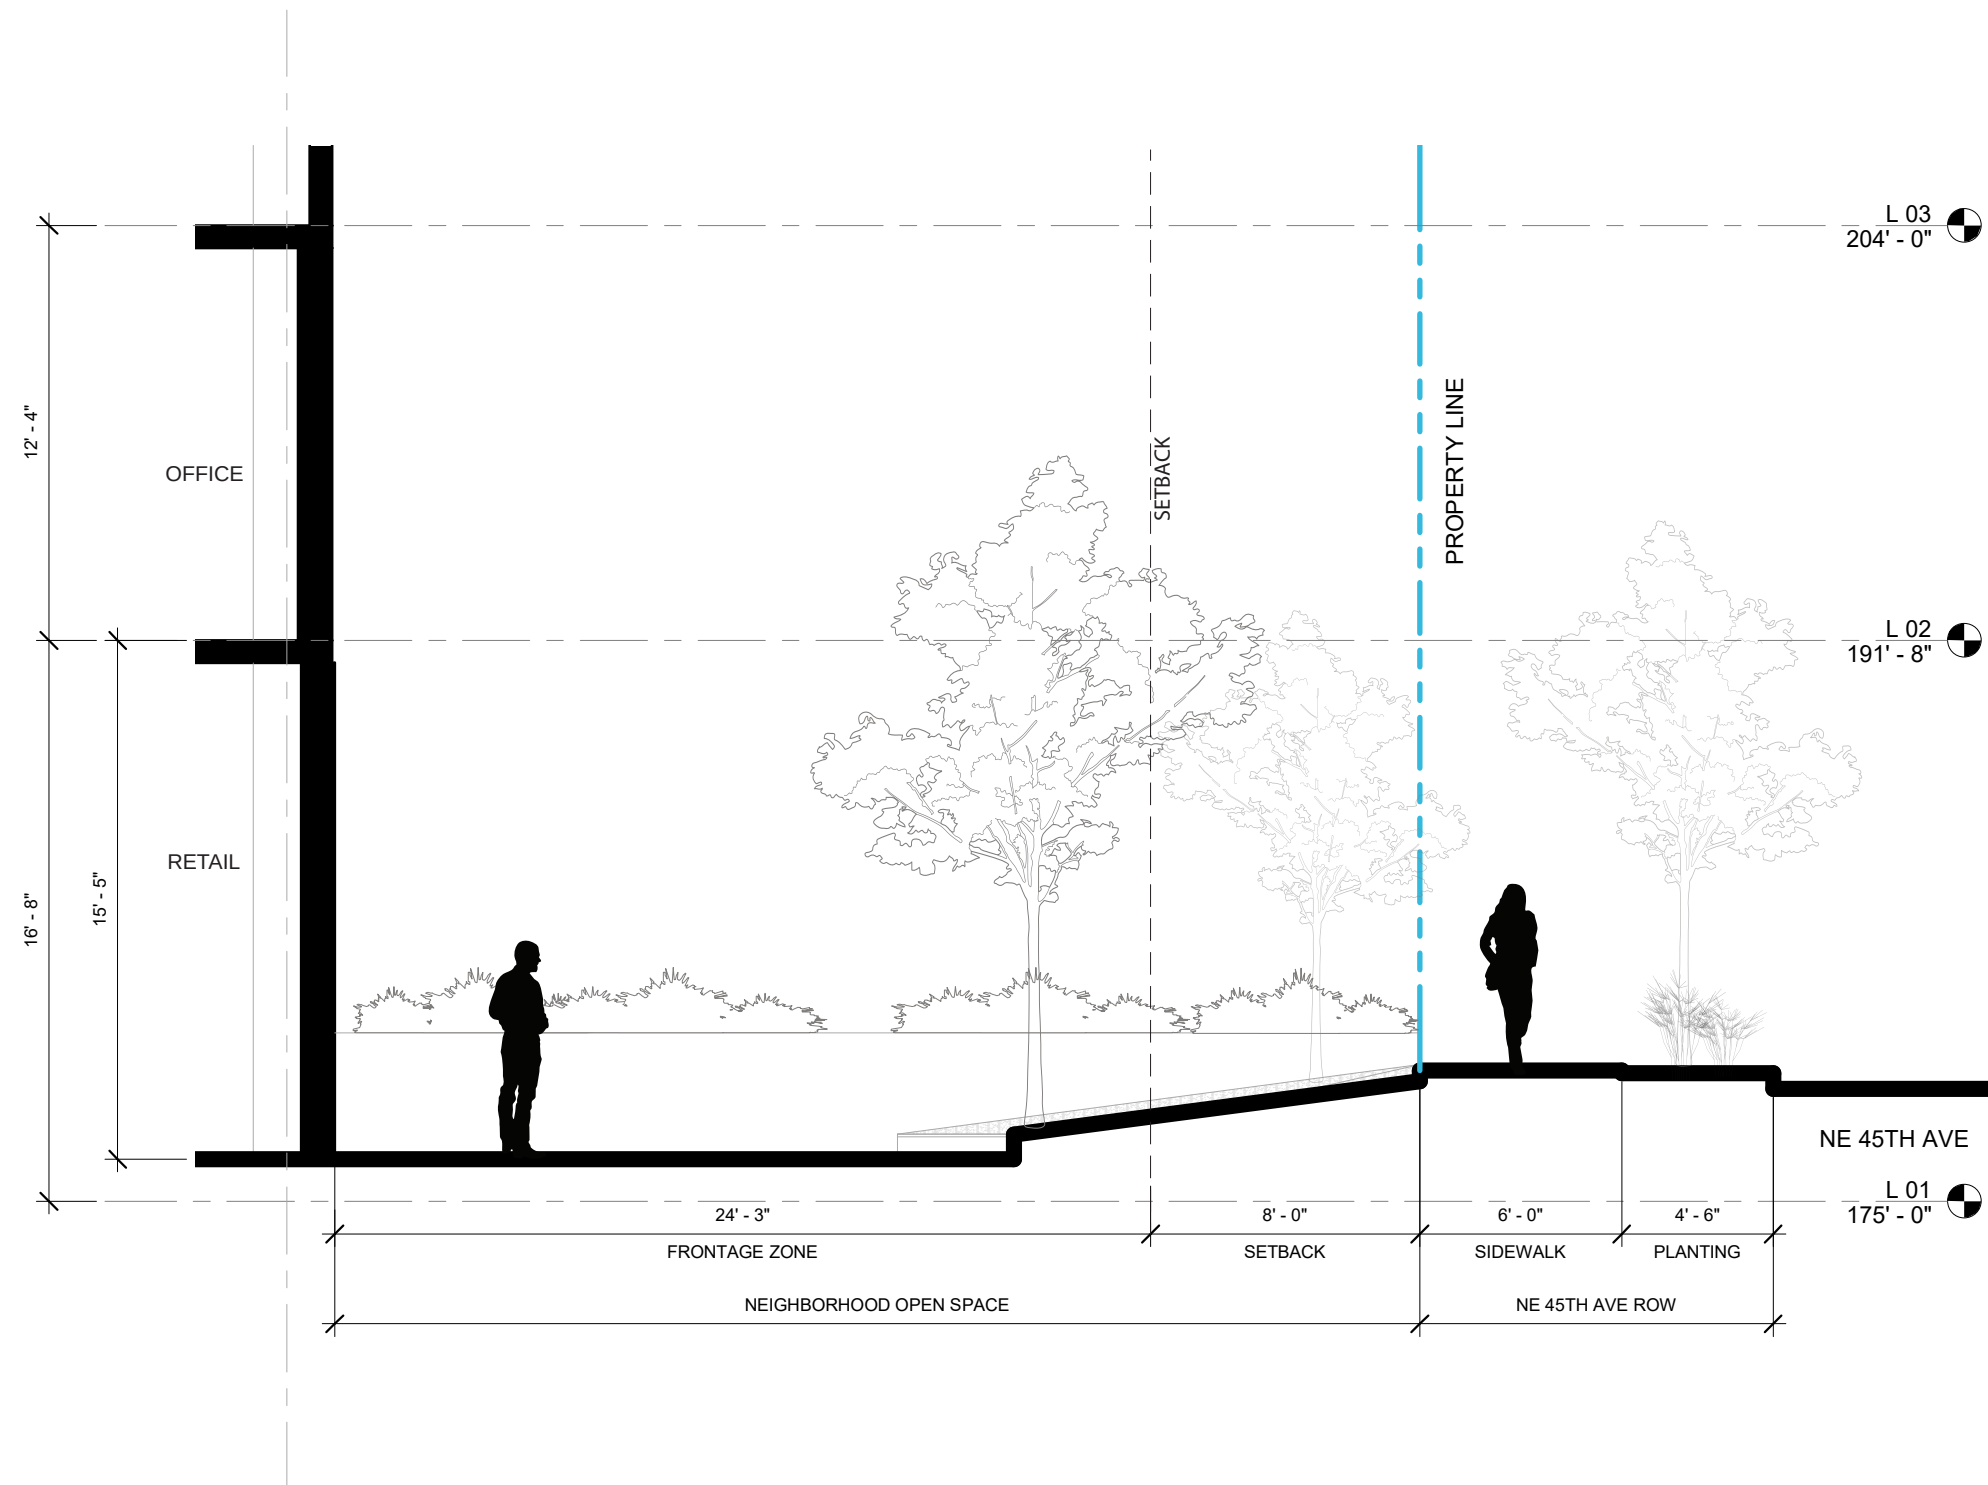 L 03
204' - 0"
12' - 4"
OFFICE
SETBACK
PROPERTY LINE
L 02
191' - 8"
RETAIL
16' - 8"
15' - 5"
NE 45TH AVE
L 01
175' - 0"
24' - 3"
8' - 0"
6' - 0"
4' - 6"
FRONTAGE ZONE
SETBACK
SIDEWALK
PLANTING
NEIGHBORHOOD OPEN SPACE
NE 45TH AVE ROW